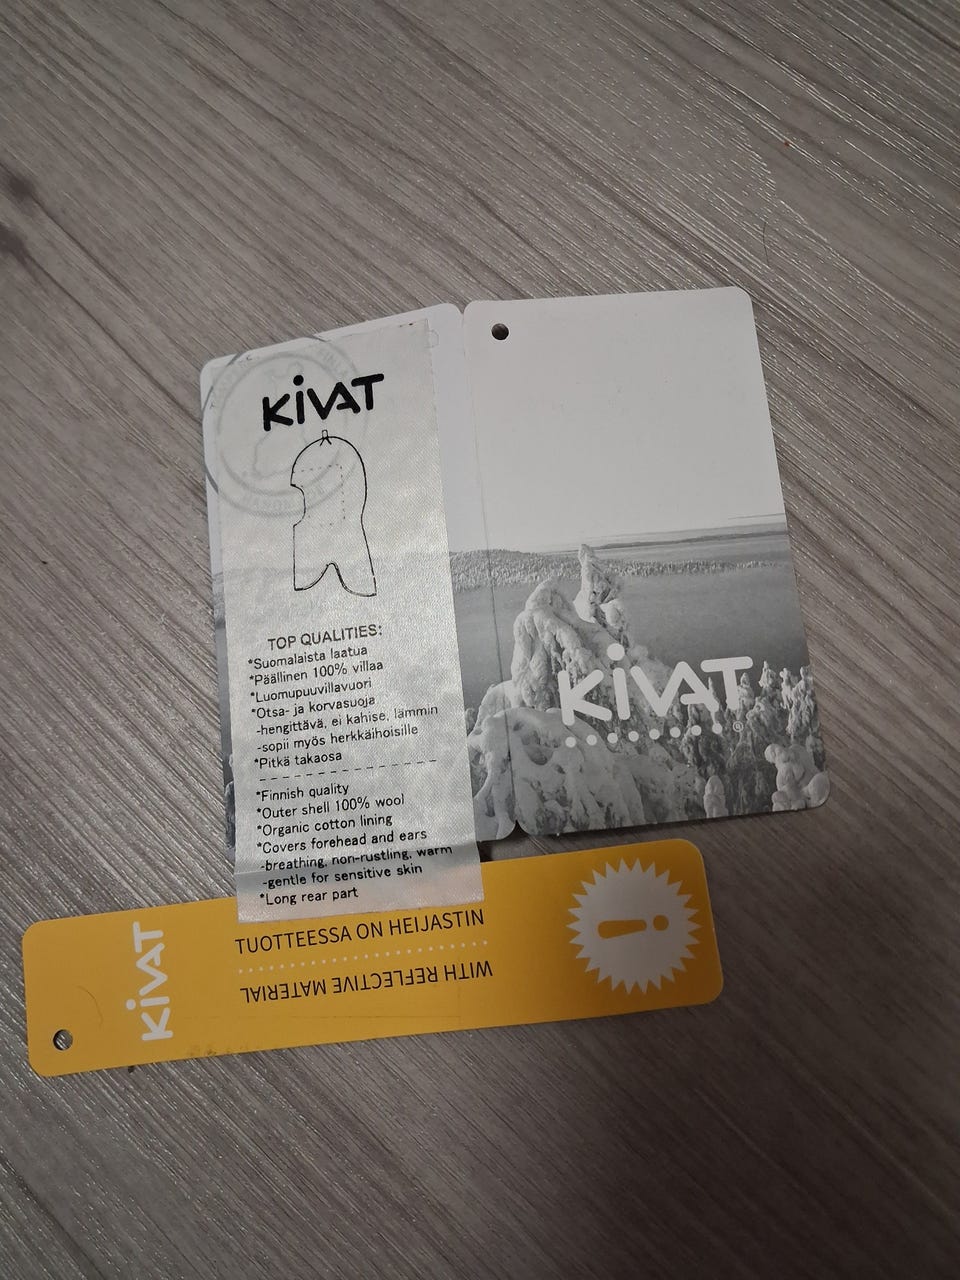 KIVAT
TOP QUALITIES:
*Suomalaista laatua
*Päällinen 100% villaa
*Luomupuuvillavuori
*Otsa- ja korvasuoja
-hengittävä, ei kahise, lämmin
-sopii myös herkkäihoisille
*Pitkä takaosa
*Finnish quality
*Outer shell 100% wool
*Organic cotton lining
*Covers forehead and ears
-breathing, non-rustling, warm
-gentle for sensitive skin
*Long rear part
KIVAT®
KIVAT
TUOTTEESSA ON HEIJASTIN
WITH REFLECTIVE MATERIAL
!